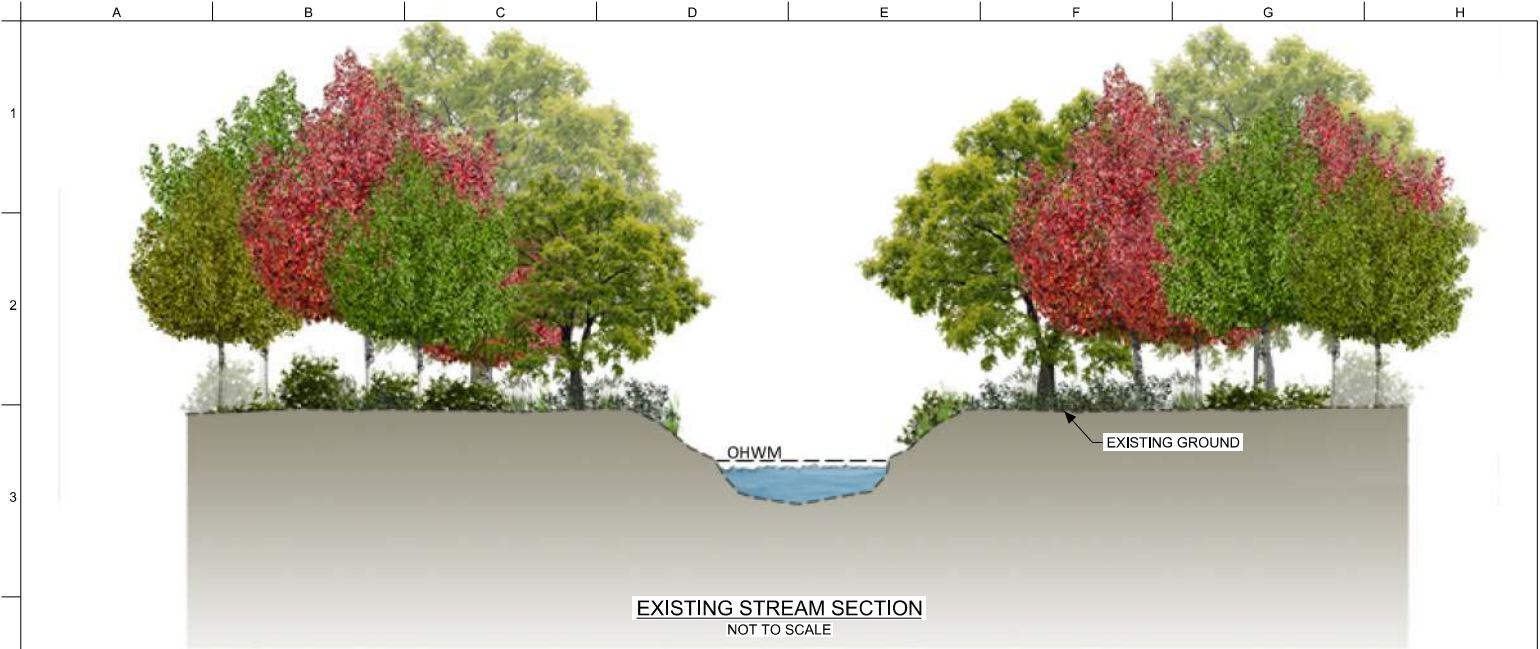 A B C D E F G H
1
2
EXISTING GROUND
OHWM
3
EXISTING STREAM SECTION
NOT TO SCALE